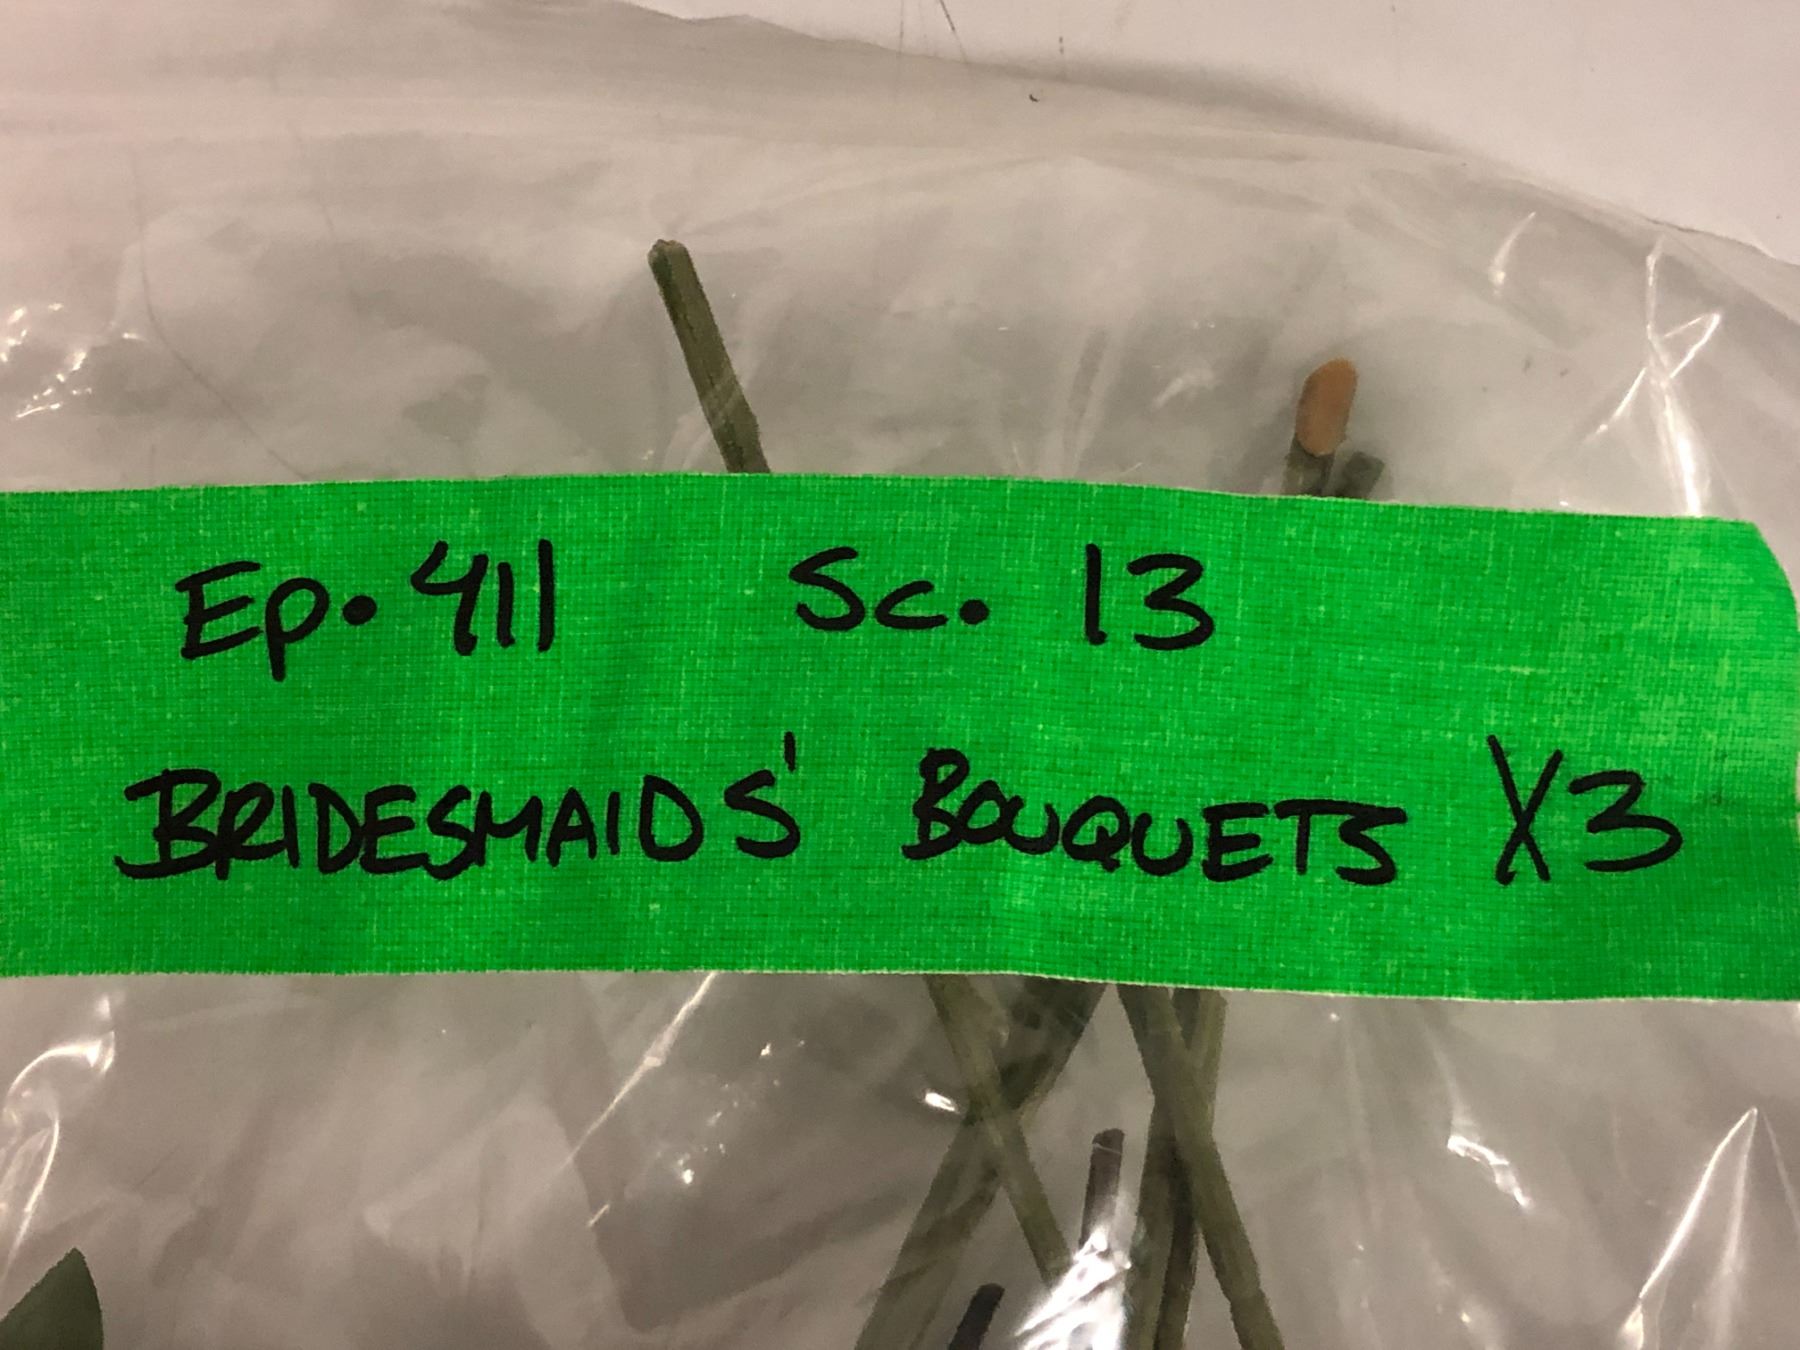 Ep. 411 Sc. 13
BRIDESMAIDS' BOUQUETS X3